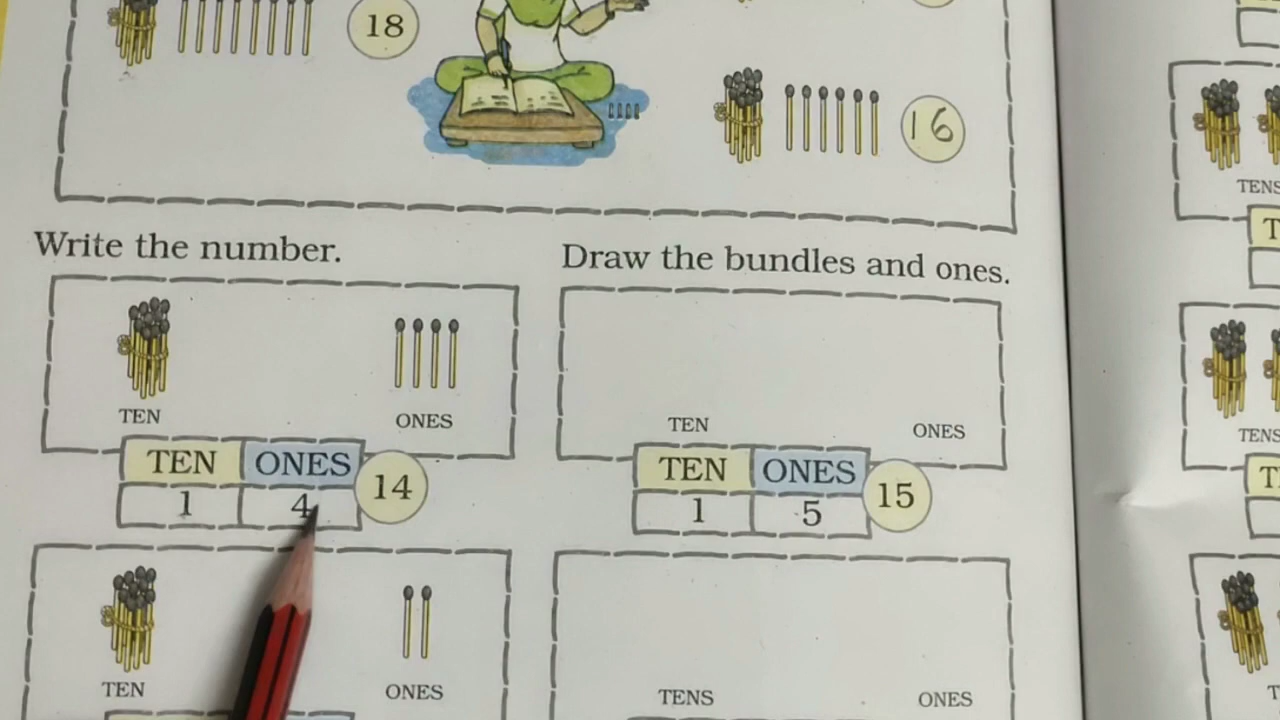 18
16
Write the number.
Draw the bundles and ones.
TEN ONES
TEN ONES
TEN ONES
1 4
14
TEN ONES
1 5
15
TEN ONES
TENS ONES
TENS
TENS